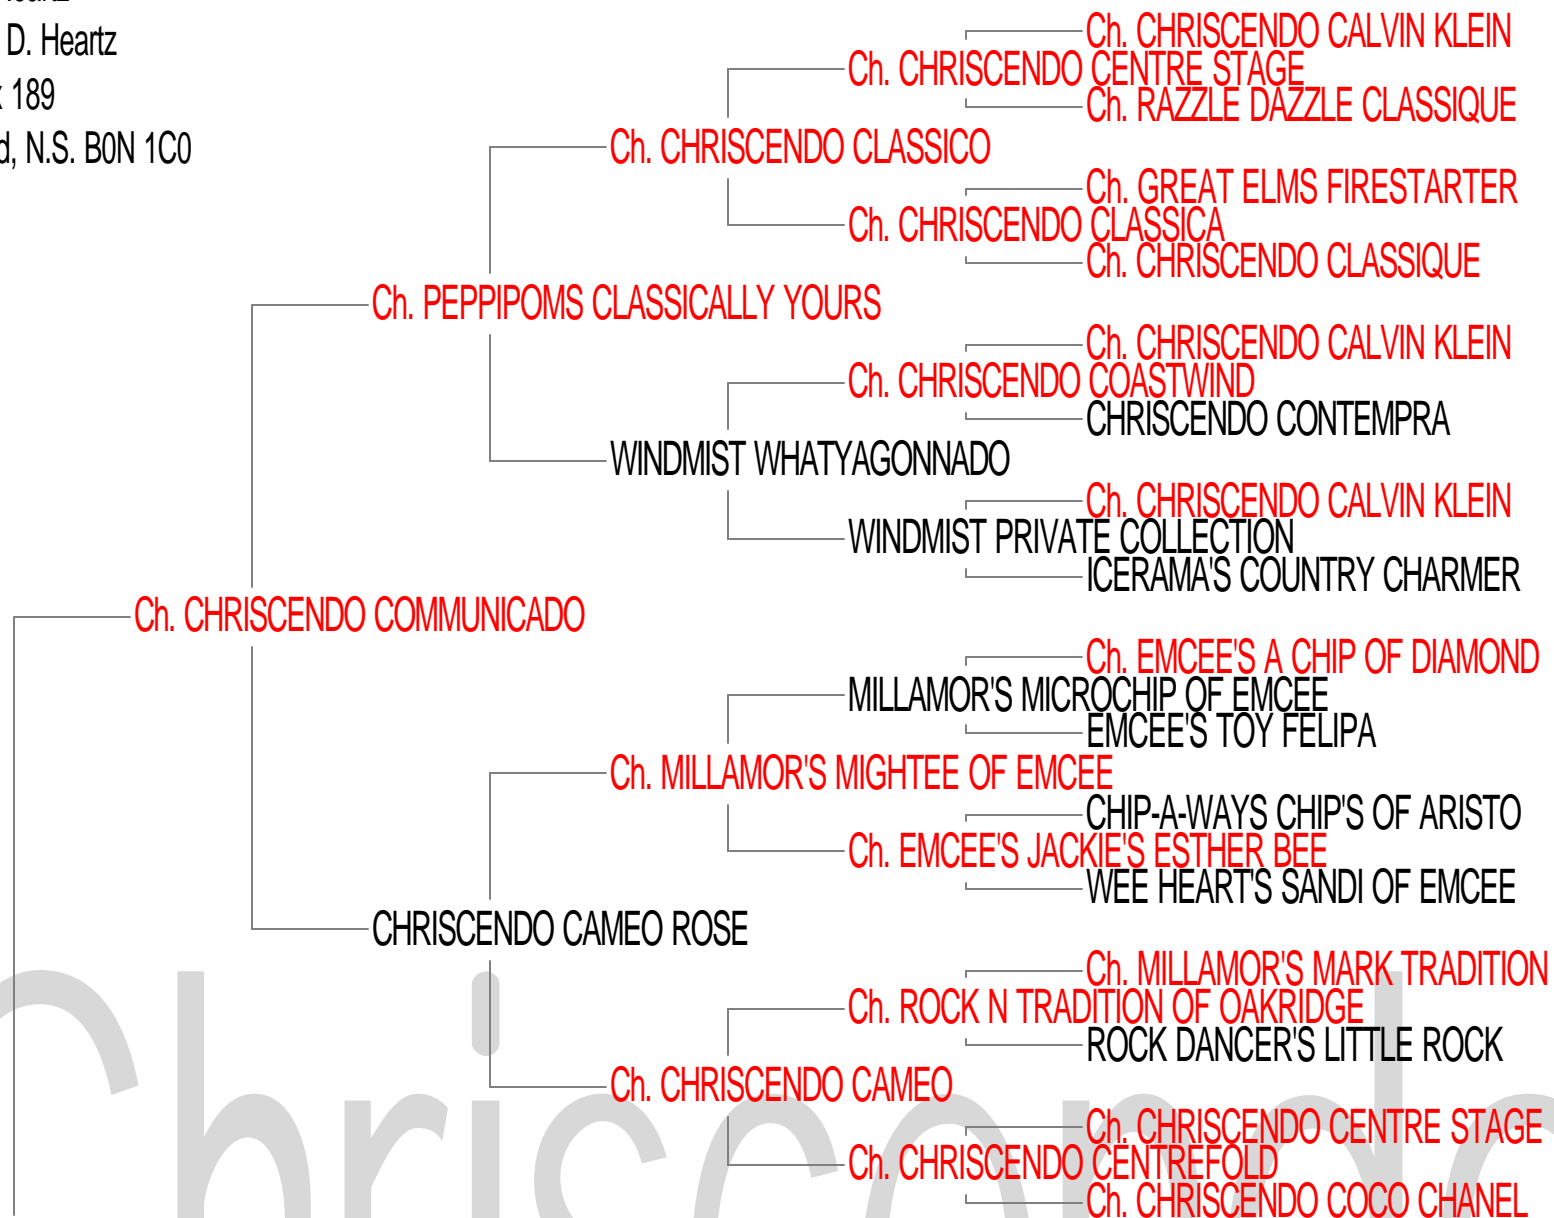 D. Heartz
189
N.S. B0N 1C0
Ch. CHRISCENDO CALVIN KLEIN
Ch. CHRISCENDO CENTRE STAGE
Ch. RAZZLE DAZZLE CLASSIQUE
Ch. CHRISCENDO CLASSICO
Ch. GREAT ELMS FIRESTARTER
Ch. CHRISCENDO CLASSICA
Ch. CHRISCENDO CLASSIQUE
Ch. PEPPIPOMS CLASSICALLY YOURS
Ch. CHRISCENDO CALVIN KLEIN
Ch. CHRISCENDO COASTWIND
CHRISCENDO CONTEMPRA
WINDMIST WHATYAGONNADO
Ch. CHRISCENDO CALVIN KLEIN
WINDMIST PRIVATE COLLECTION
ICERAMA'S COUNTRY CHARMER
Ch. CHRISCENDO COMMUNICADO
Ch. EMCEE'S A CHIP OF DIAMOND
MILLAMOR'S MICROCHIP OF EMCEE
EMCEE'S TOY FELIPA
Ch. MILLAMOR'S MIGHTEE OF EMCEE
CHIP-A-WAYS CHIP'S OF ARISTO
Ch. EMCEE'S JACKIE'S ESTHER BEE
WEE HEART'S SANDI OF EMCEE
CHRISCENDO CAMEO ROSE
Ch. MILLAMOR'S MARK TRADITION
Ch. ROCK N TRADITION OF OAKRIDGE
ROCK DANCER'S LITTLE ROCK
Ch. CHRISCENDO CAMEO
Ch. CHRISCENDO CENTRE STAGE
Ch. CHRISCENDO CENTREFOLD
Ch. CHRISCENDO COCO CHANEL